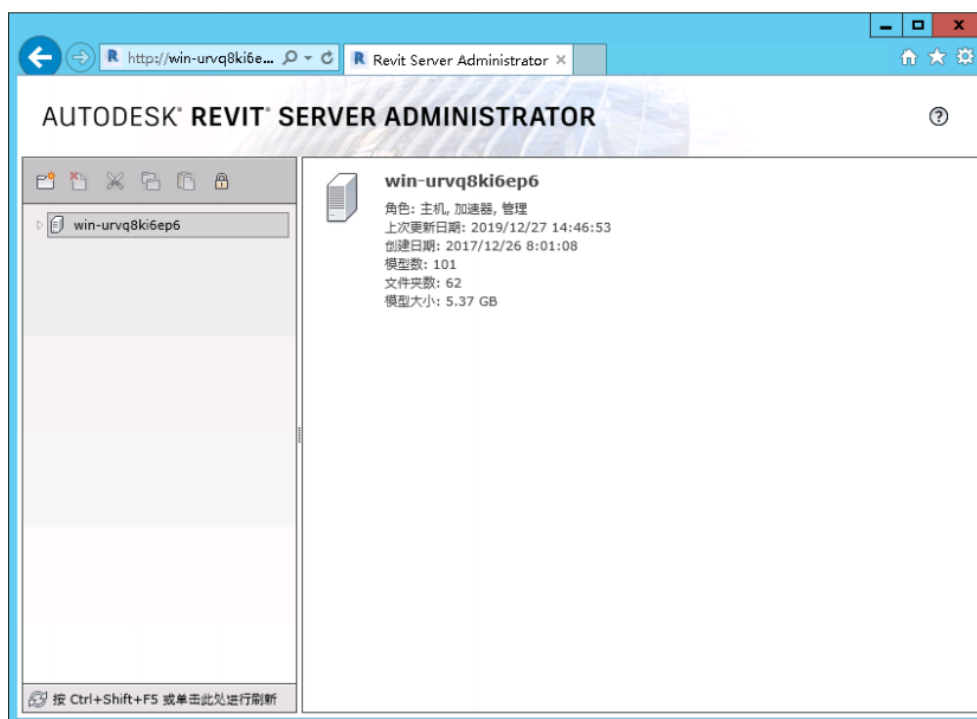 http://win-urvq8ki6e...
Revit Server Administrator
AUTODESK® REVIT® SERVER ADMINISTRATOR
win-urvq8ki6ep6
win-urvq8ki6ep6
角色: 主机, 加速器, 管理
上次更新日期: 2019/12/27 14:46:53
创建日期: 2017/12/26 8:01:08
模型数: 101
文件夹数: 62
模型大小: 5.37 GB
按 Ctrl+Shift+F5 或单击此处进行刷新